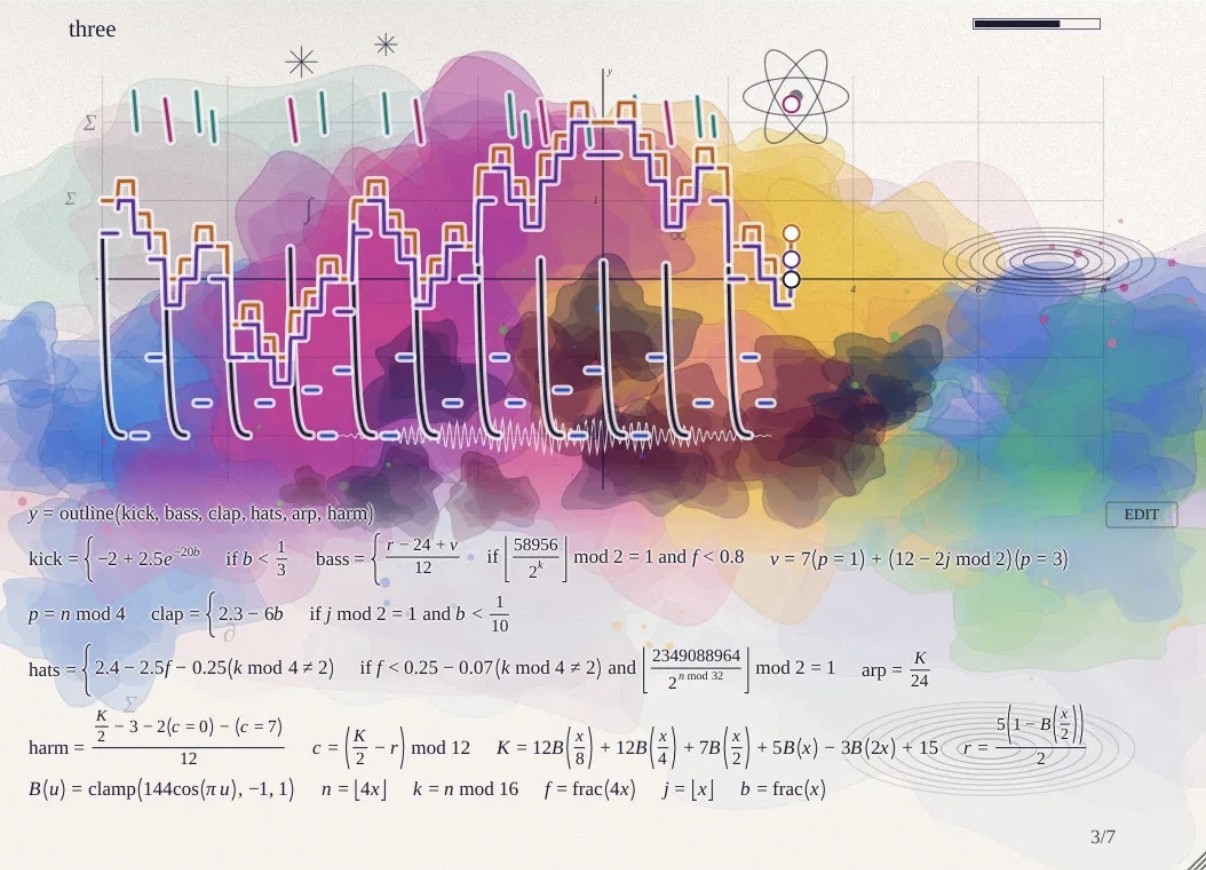 three
y
Σ
Σ
∫
1
∞
4
6
8
y = outline(kick, bass, clap, hats, arp, harm)
EDIT
kick = { −2 + 2.5e^(−20b) if b < 1/3 bass = { (r − 24 + v)/12 if ⌊58956/2^k⌋ mod 2 = 1 and f < 0.8 v = 7(p = 1) + (12 − 2j mod 2)(p = 3)
p = n mod 4 clap = { 2.3 − 6b if j mod 2 = 1 and b < 1/10
∂
hats = { 2.4 − 2.5f − 0.25(k mod 4 ≠ 2) if f < 0.25 − 0.07(k mod 4 ≠ 2) and ⌊2349088964/2^(n mod 32)⌋ mod 2 = 1 arp = K/24
Σ
harm = (K/2 − 3 − 2(c = 0) − (c = 7))/12 c = (K/2 − r) mod 12 K = 12B(x/8) + 12B(x/4) + 7B(x/2) + 5B(x) − 3B(2x) + 15 r = 5(1 − B(x/2))/2
B(u) = clamp(144cos(π u), −1, 1) n = ⌊4x⌋ k = n mod 16 f = frac(4x) j = ⌊x⌋ b = frac(x)
3/7